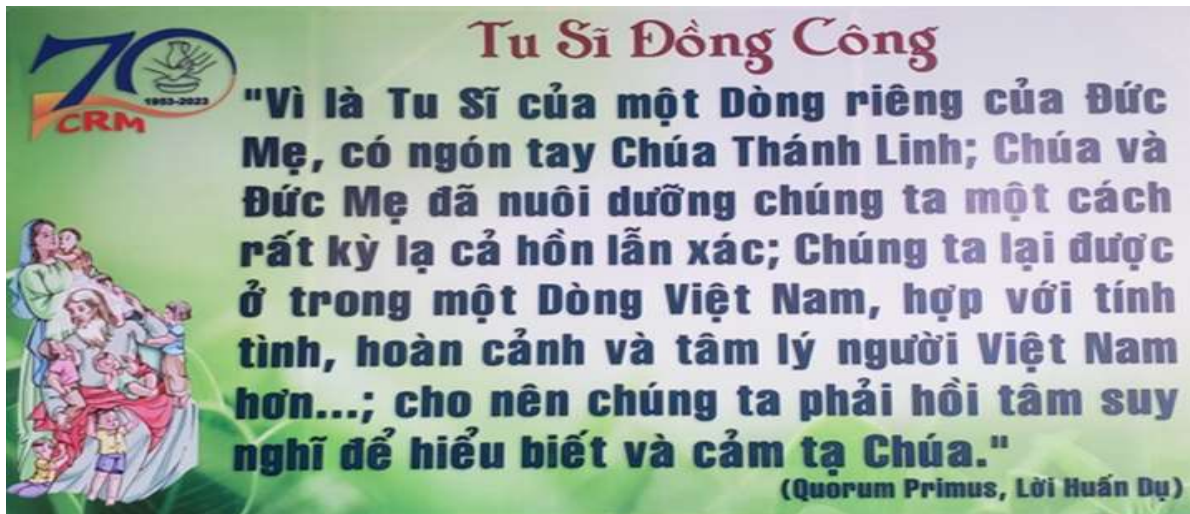 Tu Sĩ Đồng Công
70
1953-2023
CRM
"Vì là Tu Sĩ của một Dòng riêng của Đức
Mẹ, có ngón tay Chúa Thánh Linh; Chúa và
Đức Mẹ đã nuôi dưỡng chúng ta một cách
rất kỳ lạ cả hồn lẫn xác; Chúng ta lại được
ở trong một Dòng Việt Nam, hợp với tính
tình, hoàn cảnh và tâm lý người Việt Nam
hơn...; cho nên chúng ta phải hồi tâm suy
nghĩ để hiểu biết và cảm tạ Chúa."
(Quorum Primus, Lời Huấn Dụ)